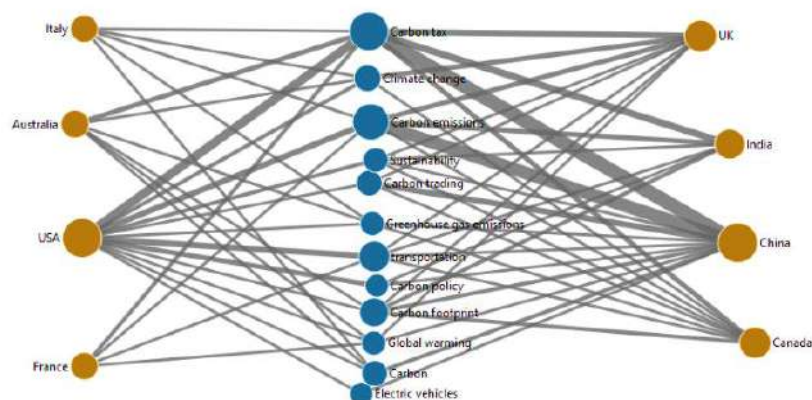 Italy
Australia
USA
France
Carbon tax
Climate change
Carbon emissions
Sustainability
Carbon trading
Greenhouse gas emissions
transportation
Carbon policy
Carbon footprint
Global warming
Carbon
Electric vehicles
UK
India
China
Canada